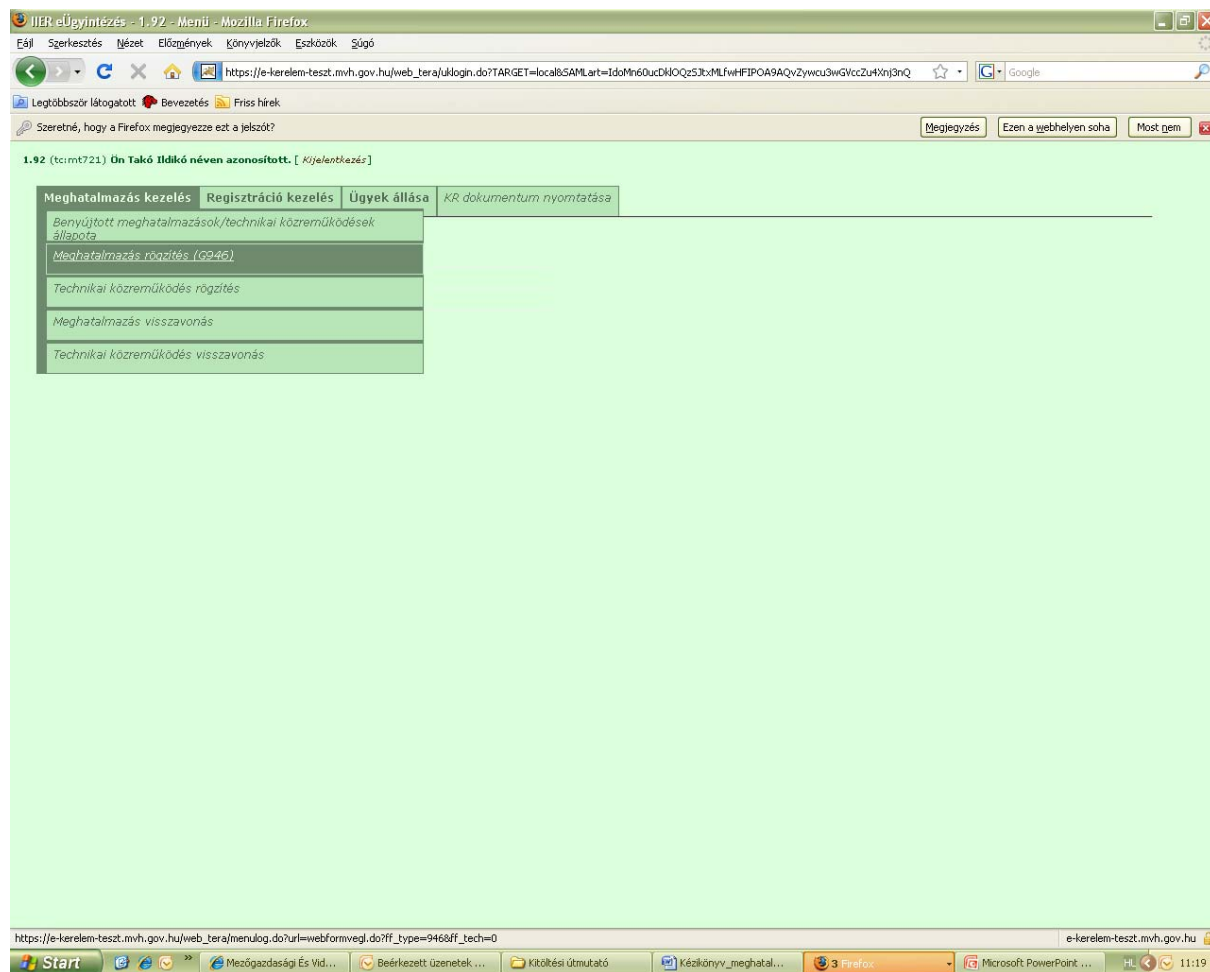 IIER eÜgyintézés - 1.92 - Menü - Mozilla Firefox
Fájl Szerkesztés Nézet Előzmények Könyvjelzők Eszközök Súgó
https://e-kerelem-teszt.mvh.gov.hu/web_tera/uklogin.do?TARGET=local&SAMLart=IdoMn60ucDklOQzSJtxMLfwHFIPOA9AQvZywcu3wGVccZu4Xnj3nQ Google
Legtöbbször látogatott Bevezetés Friss hírek
Szeretné, hogy a Firefox megjegyezze ezt a jelszót? Megjegyzés Ezen a webhelyen soha Most nem
1.92 (tc:mt721) Ön Takó Ildikó néven azonosított. [ Kijelentkezés]
Meghatalmazás kezelés Regisztráció kezelés Ügyek állása KR dokumentum nyomtatása
Benyújtott meghatalmazások/technikai közreműködések
állapota
Meghatalmazás rögzítés (G946)
Technikai közreműködés rögzítés
Meghatalmazás visszavonás
Technikai közreműködés visszavonás
https://e-kerelem-teszt.mvh.gov.hu/web_tera/menulog.do?url=webformvegl.do?ff_type=946&ff_tech=0 e-kerelem-teszt.mvh.gov.hu
Start » Mezőgazdasági És Vid... Beérkezett üzenetek ... Kitöltési útmutató Kézikönyv_meghatal... 3 Firefox Microsoft PowerPoint ... HL 11:19